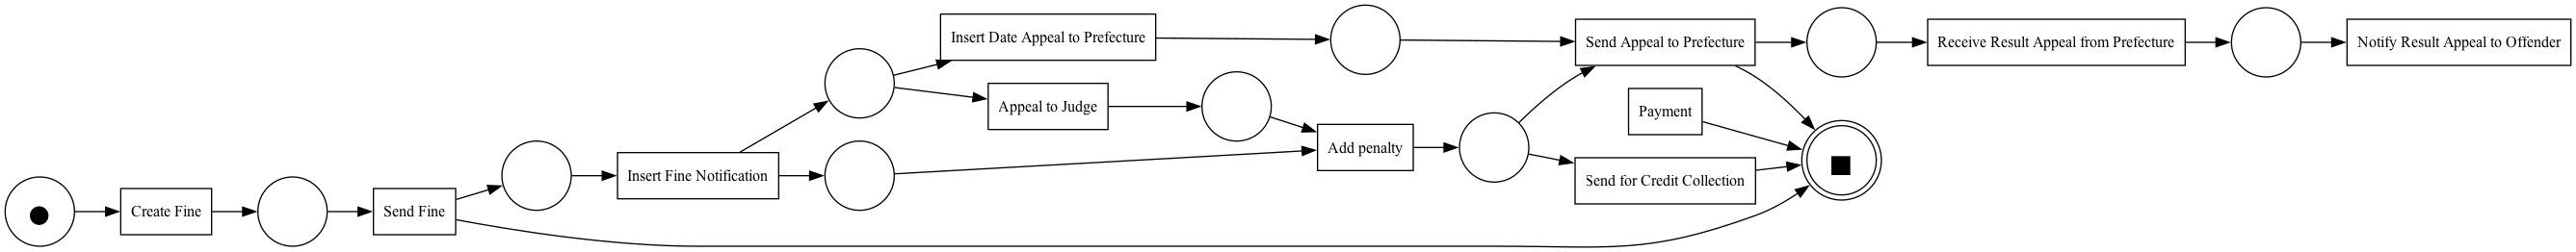 Create Fine
Send Fine
Insert Fine Notification
Insert Date Appeal to Prefecture
Appeal to Judge
Add penalty
Send Appeal to Prefecture
Payment
Send for Credit Collection
Receive Result Appeal from Prefecture
Notify Result Appeal to Offender